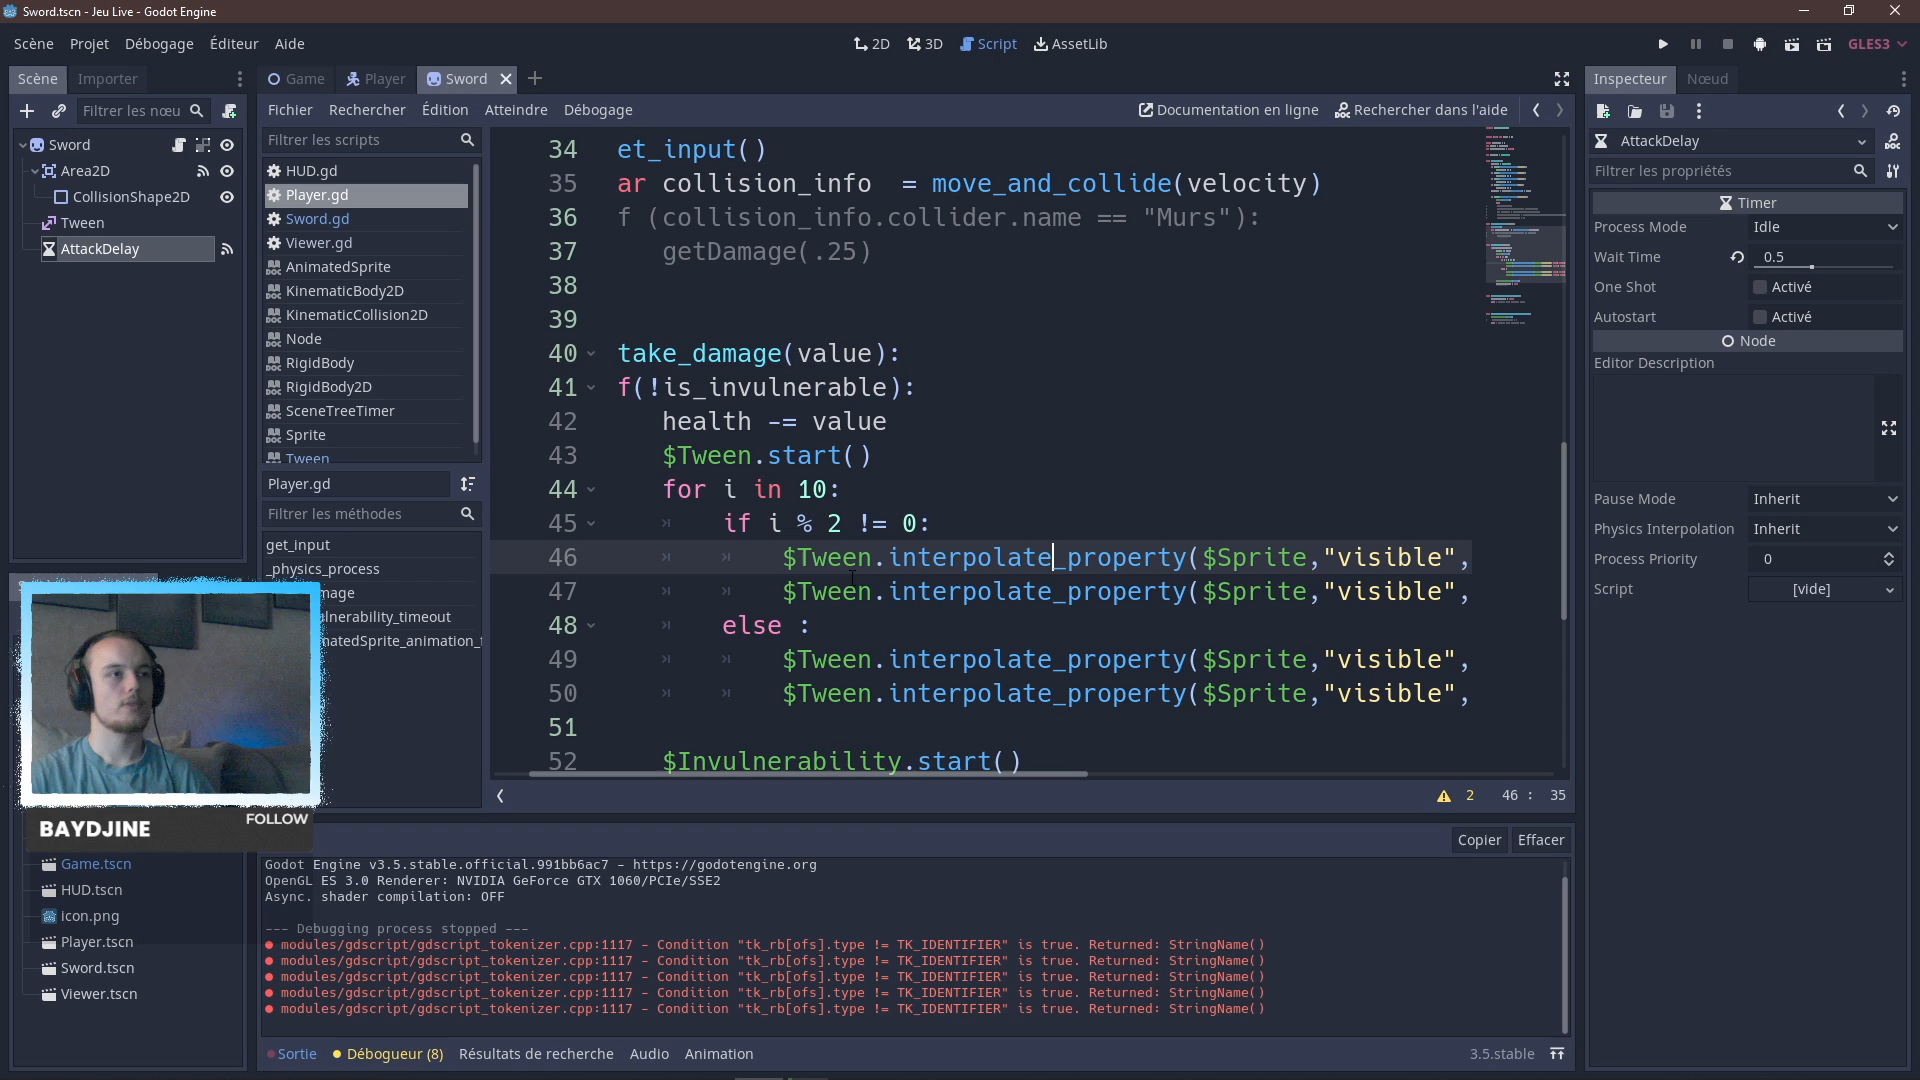 Sword.tscn - Jeu Live - Godot Engine
Scène Projet Débogage Éditeur Aide
2D 3D Script AssetLib
GLES3
Scène Importer
Game Player Sword
Inspecteur Nœud
Filtrer les nœu
Fichier Rechercher Édition Atteindre Débogage
Documentation en ligne Rechercher dans l'aide
Sword
Area2D
CollisionShape2D
Tween
AttackDelay
Filtrer les scripts
HUD.gd
Player.gd
Sword.gd
Viewer.gd
AnimatedSprite
KinematicBody2D
KinematicCollision2D
Node
RigidBody
RigidBody2D
SceneTreeTimer
Sprite
Tween
Player.gd
Filtrer les méthodes
get_input
_physics_process
mage
lnerability_timeout
natedSprite_animation_f
34 et_input()
35 ar collision_info  = move_and_collide(velocity)
36 f (collision_info.collider.name == "Murs"):
37 getDamage(.25)
38
39
40 take_damage(value):
41 f(!is_invulnerable):
42 health -= value
43 $Tween.start()
44 for i in 10:
45 if i % 2 != 0:
46 $Tween.interpolate_property($Sprite,"visible",
47 $Tween.interpolate_property($Sprite,"visible",
48 else :
49 $Tween.interpolate_property($Sprite,"visible",
50 $Tween.interpolate_property($Sprite,"visible",
51
52 $Invulnerability.start()
2 46 : 35
AttackDelay
Filtrer les propriétés
Timer
Process Mode Idle
Wait Time 0.5
One Shot Activé
Autostart Activé
Node
Editor Description
Pause Mode Inherit
Physics Interpolation Inherit
Process Priority 0
Script [vide]
BAYDJINE FOLLOW
Game.tscn
HUD.tscn
icon.png
Player.tscn
Sword.tscn
Viewer.tscn
Copier Effacer
Godot Engine v3.5.stable.official.991bb6ac7 - https://godotengine.org
OpenGL ES 3.0 Renderer: NVIDIA GeForce GTX 1060/PCIe/SSE2
Async. shader compilation: OFF
--- Debugging process stopped ---
modules/gdscript/gdscript_tokenizer.cpp:1117 - Condition "tk_rb[ofs].type != TK_IDENTIFIER" is true. Returned: StringName()
modules/gdscript/gdscript_tokenizer.cpp:1117 - Condition "tk_rb[ofs].type != TK_IDENTIFIER" is true. Returned: StringName()
modules/gdscript/gdscript_tokenizer.cpp:1117 - Condition "tk_rb[ofs].type != TK_IDENTIFIER" is true. Returned: StringName()
modules/gdscript/gdscript_tokenizer.cpp:1117 - Condition "tk_rb[ofs].type != TK_IDENTIFIER" is true. Returned: StringName()
modules/gdscript/gdscript_tokenizer.cpp:1117 - Condition "tk_rb[ofs].type != TK_IDENTIFIER" is true. Returned: StringName()
Sortie Débogueur (8) Résultats de recherche Audio Animation
3.5.stable